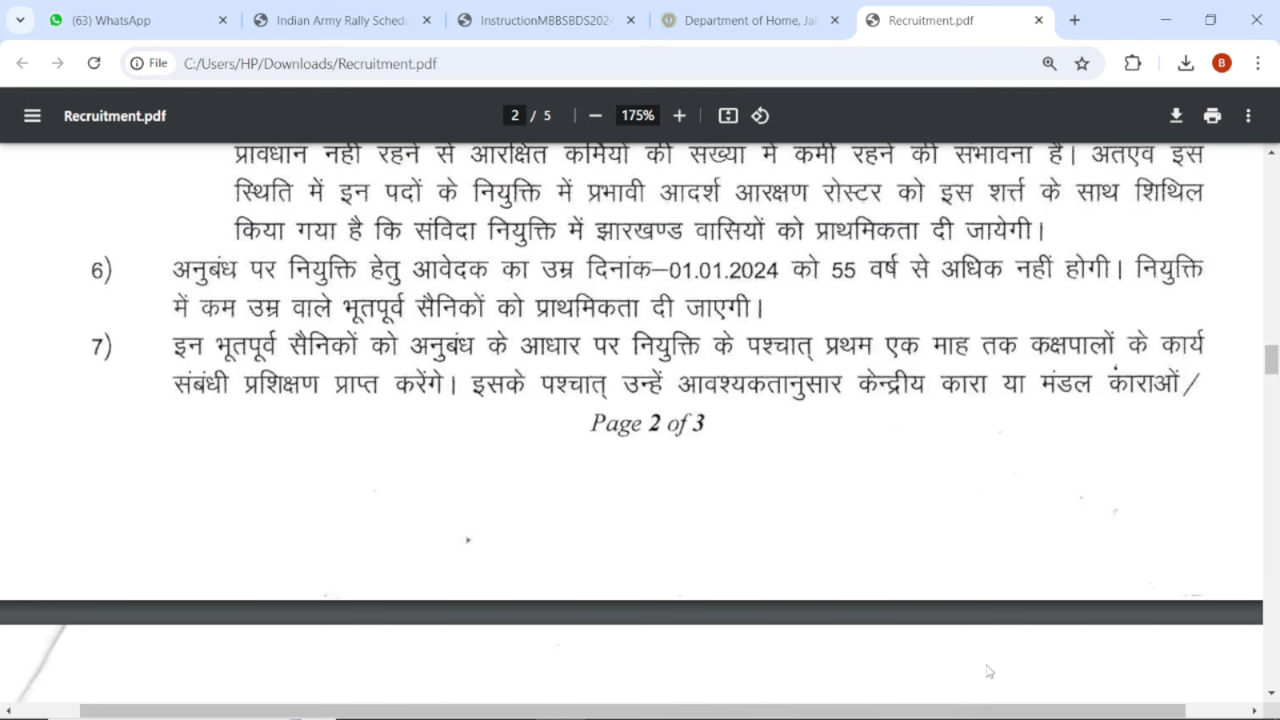 (63) WhatsApp
Indian Army Rally Schedu
InstructionMBBSBDS2024
Department of Home, Jai
Recruitment.pdf
File C:/Users/HP/Downloads/Recruitment.pdf
B
Recruitment.pdf 2 / 5 175%
प्रावधान नहीं रहने से आरक्षित कर्मियों की संख्या में कमी रहने की संभावना है। अतएव इस
स्थिति में इन पदों के नियुक्ति में प्रभावी आदर्श आरक्षण रोस्टर को इस शर्त्त के साथ शिथिल
किया गया है कि संविदा नियुक्ति में झारखण्ड वासियों को प्राथमिकता दी जायेगी।
6) अनुबंध पर नियुक्ति हेतु आवेदक का उम्र दिनांक–01.01.2024 को 55 वर्ष से अधिक नहीं होगी। नियुक्ति
में कम उम्र वाले भूतपूर्व सैनिकों को प्राथमिकता दी जाएगी।
7) इन भूतपूर्व सैनिकों को अनुबंध के आधार पर नियुक्ति के पश्चात् प्रथम एक माह तक कक्षपालों के कार्य
संबंधी प्रशिक्षण प्राप्त करेंगे। इसके पश्चात् उन्हें आवश्यकतानुसार केन्द्रीय कारा या मंडल काराओं/
Page 2 of 3